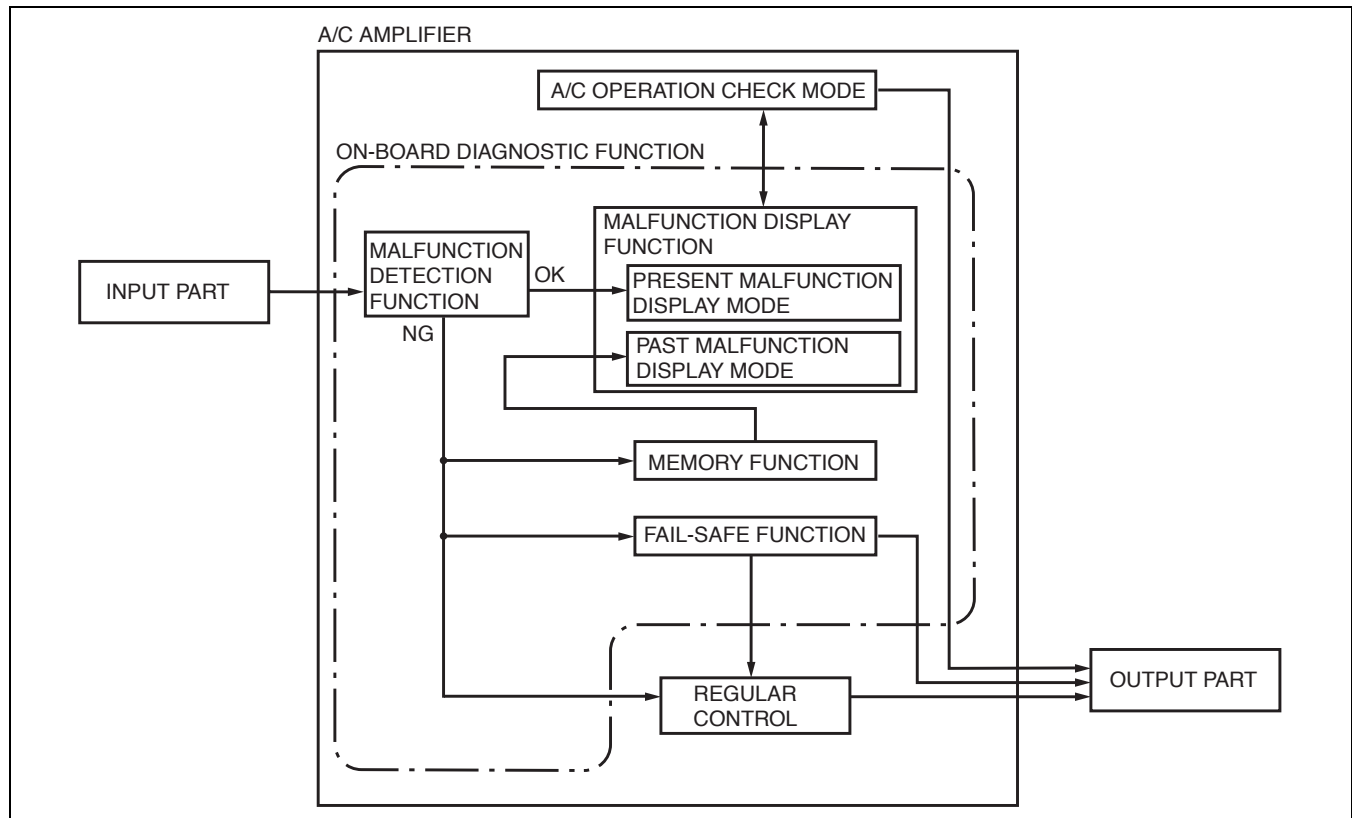 A/C AMPLIFIER
A/C OPERATION CHECK MODE
ON-BOARD DIAGNOSTIC FUNCTION
MALFUNCTION DISPLAY
FUNCTION
MALFUNCTION
DETECTION
FUNCTION
OK
NG
PRESENT MALFUNCTION
DISPLAY MODE
INPUT PART
PAST MALFUNCTION
DISPLAY MODE
MEMORY FUNCTION
FAIL-SAFE FUNCTION
REGULAR
CONTROL
OUTPUT PART